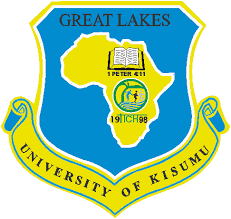 GREAT LAKES
1 PETER 4:11
19 TICH 98
UNIVERSITY OF KISUMU